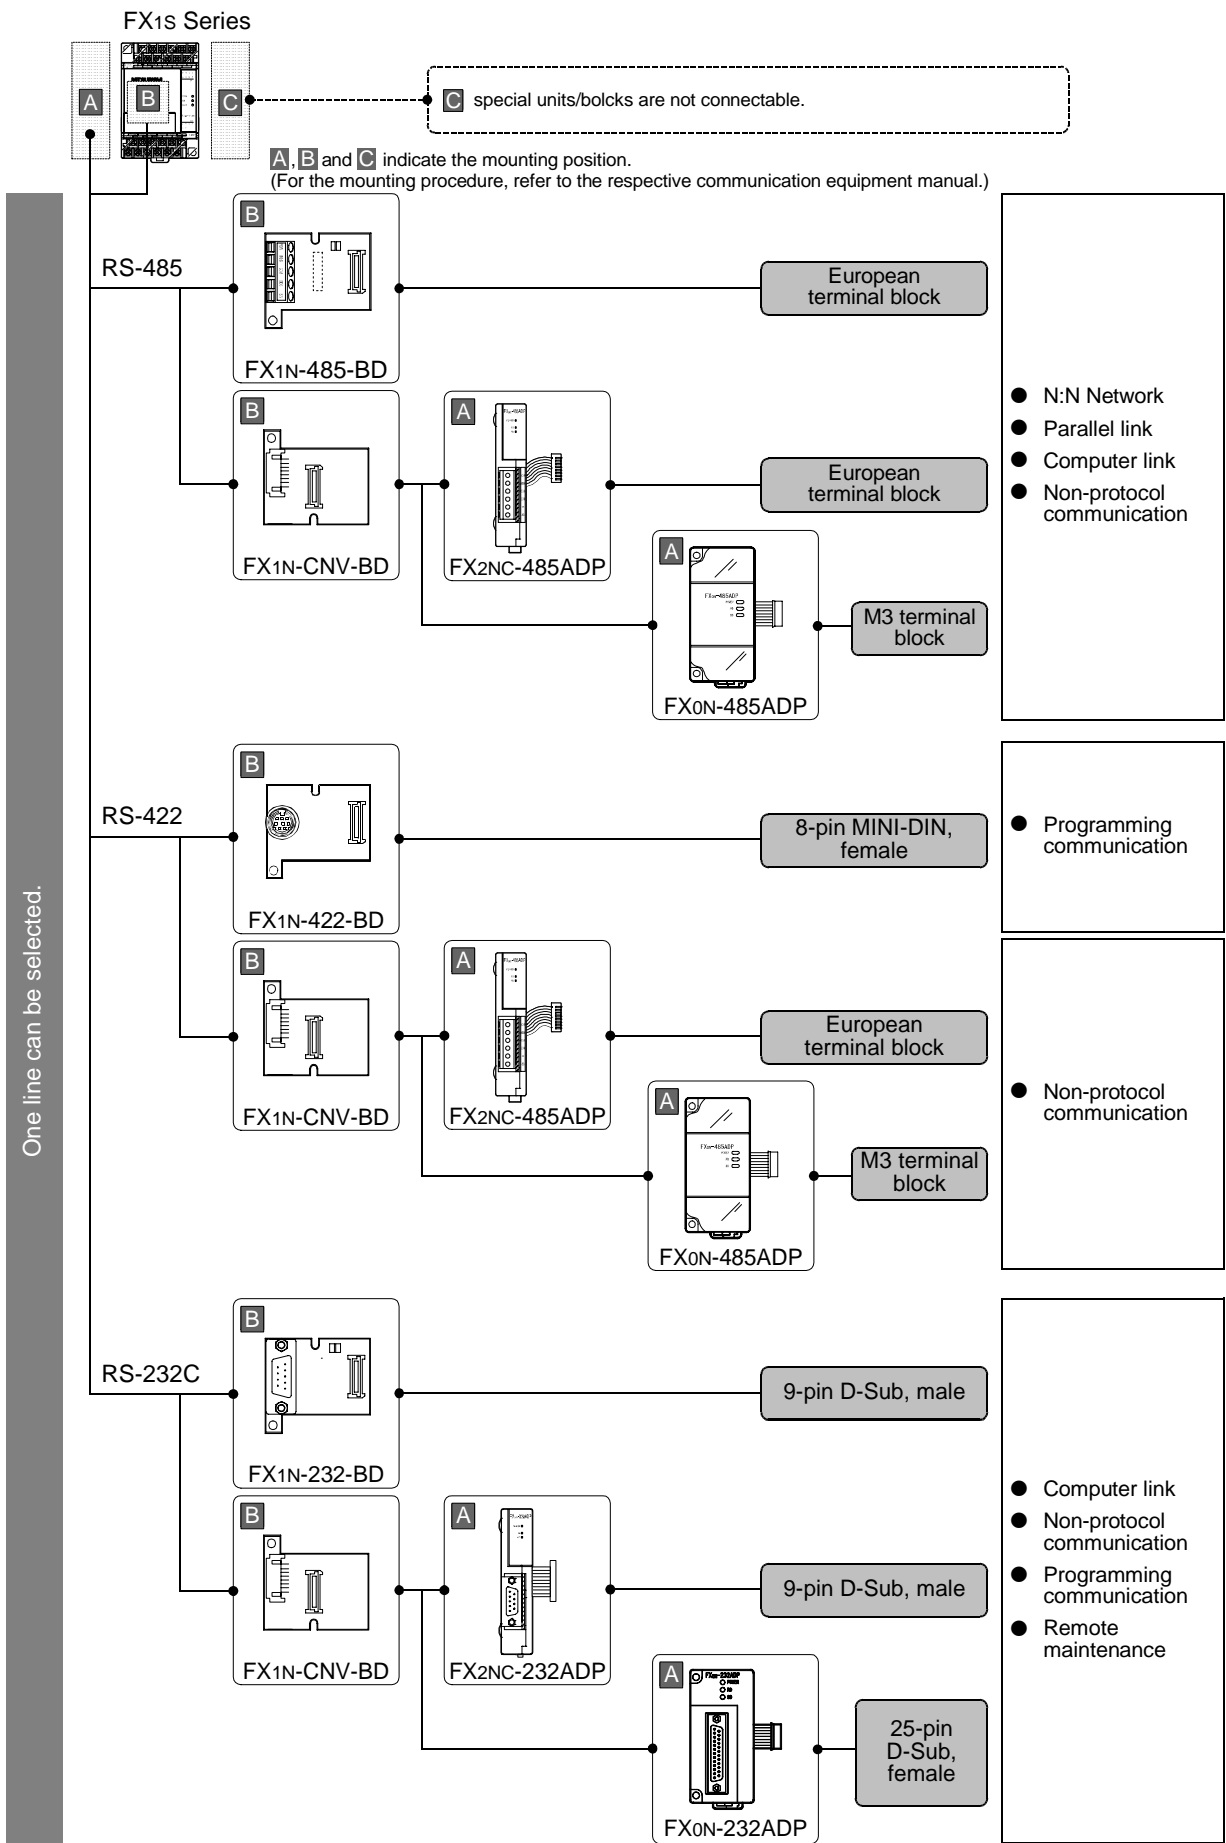 FX1S Series
A
B
C
C special units/bolcks are not connectable.
A, B and C indicate the mounting position.
(For the mounting procedure, refer to the respective communication equipment manual.)
One line can be selected.
RS-485
B
FX1N-485-BD
European
terminal block
B
FX1N-CNV-BD
A
FX2NC-485ADP
European
terminal block
A
FX0N-485ADP
M3 terminal
block
● N:N Network
● Parallel link
● Computer link
● Non-protocol
communication
RS-422
B
FX1N-422-BD
8-pin MINI-DIN,
female
● Programming
communication
B
FX1N-CNV-BD
A
FX2NC-485ADP
European
terminal block
A
FX0N-485ADP
M3 terminal
block
● Non-protocol
communication
RS-232C
B
FX1N-232-BD
9-pin D-Sub, male
B
FX1N-CNV-BD
A
FX2NC-232ADP
9-pin D-Sub, male
A
FX0N-232ADP
25-pin
D-Sub,
female
● Computer link
● Non-protocol
communication
● Programming
communication
● Remote
maintenance